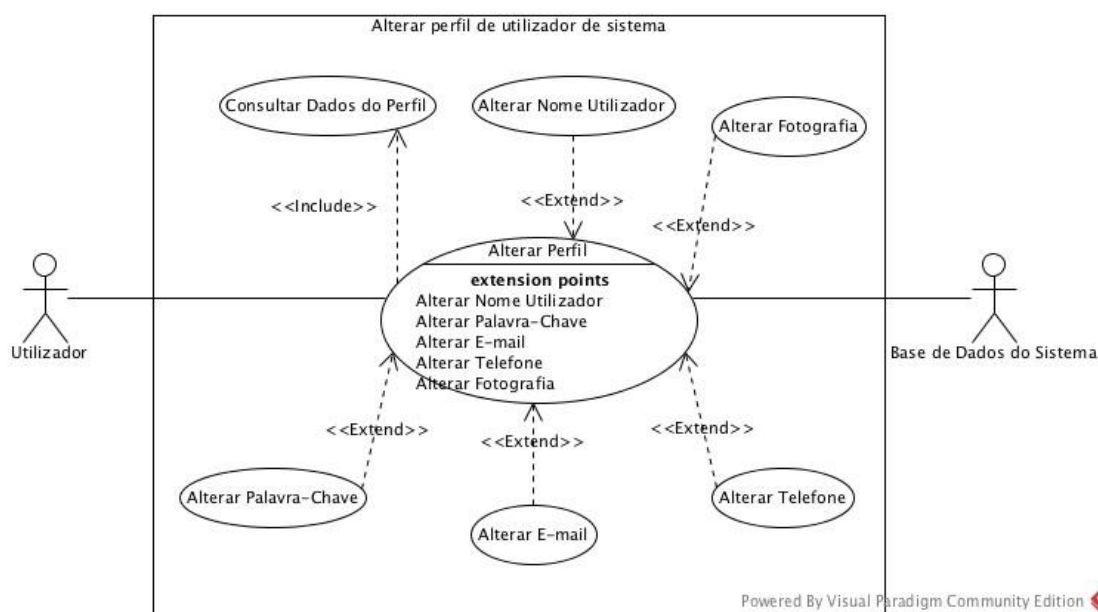 Alterar perfil de utilizador de sistema
Consultar Dados do Perfil
Alterar Nome Utilizador
Alterar Fotografia
<<Include>>
<<Extend>>
<<Extend>>
Alterar Perfil
extension points
Alterar Nome Utilizador
Alterar Palavra-Chave
Alterar E-mail
Alterar Telefone
Alterar Fotografia
Utilizador
Base de Dados do Sistema
<<Extend>>
<<Extend>>
<<Extend>>
Alterar Palavra-Chave
Alterar E-mail
Alterar Telefone
Powered By Visual Paradigm Community Edition